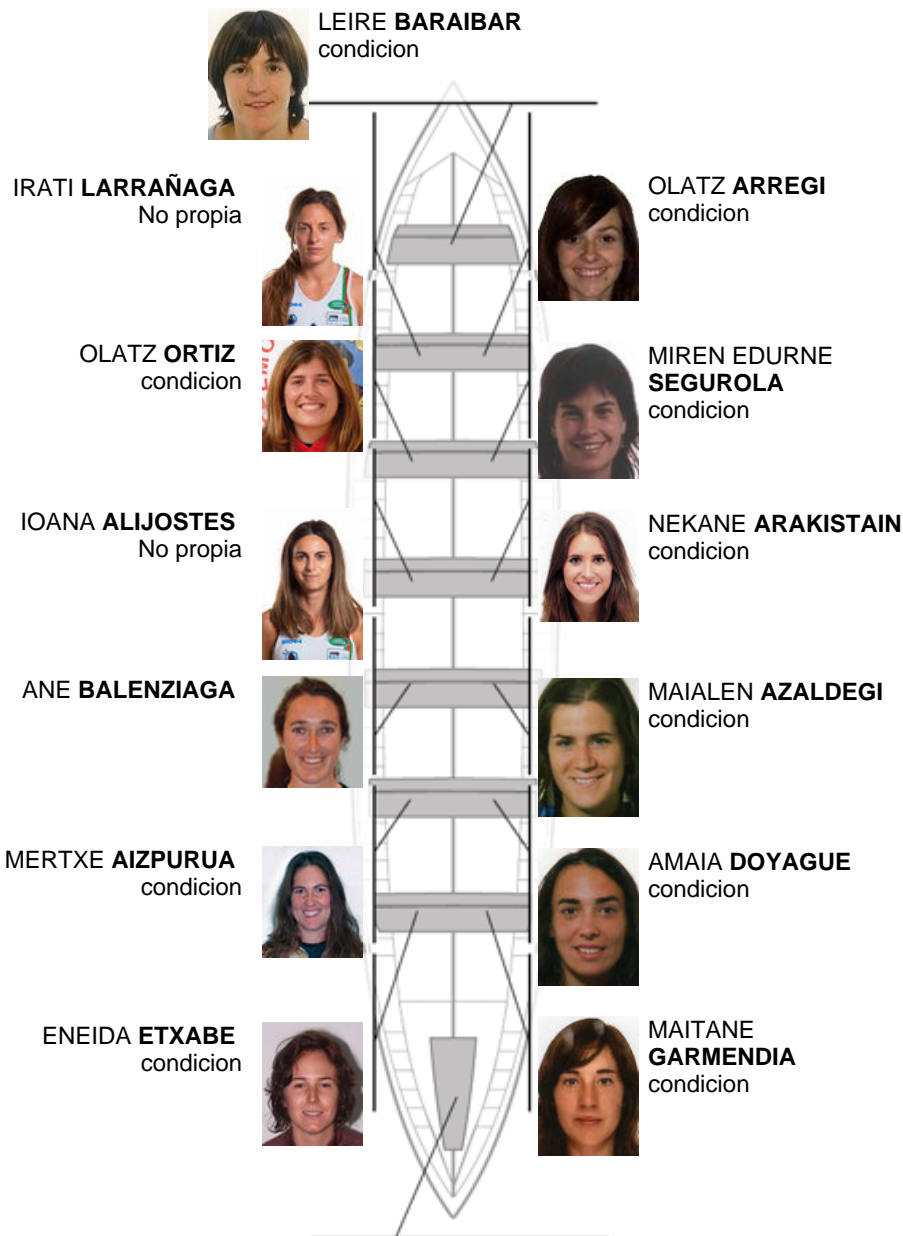 LEIRE BARAIBAR
condicion
IRATI LARRAÑAGA
No propia
OLATZ ARREGI
condicion
OLATZ ORTIZ
condicion
MIREN EDURNE
SEGUROLA
condicion
IOANA ALIJOSTES
No propia
NEKANE ARAKISTAIN
condicion
ANE BALENZIAGA
MAIALEN AZALDEGI
condicion
MERTXE AIZPURUA
condicion
AMAIA DOYAGUE
condicion
ENEIDA ETXABE
condicion
MAITANE
GARMENDIA
condicion